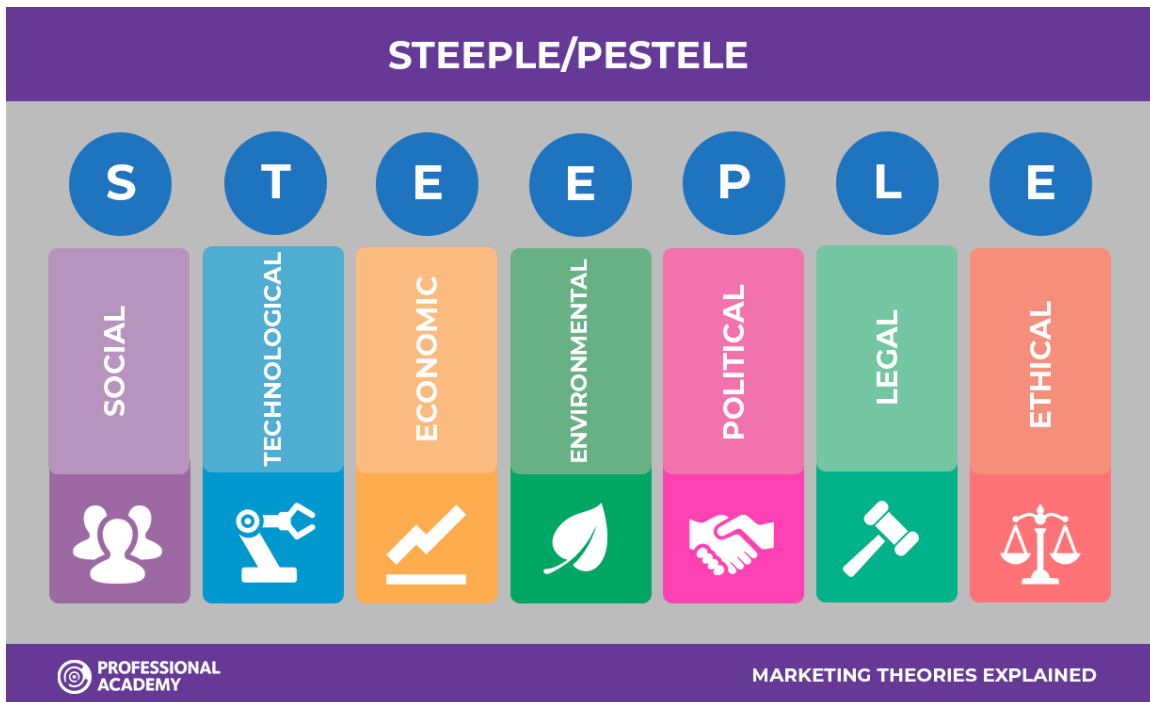 STEEPLE/PESTELE
S T E E P L E
SOCIAL
TECHNOLOGICAL
ECONOMIC
ENVIRONMENTAL
POLITICAL
LEGAL
ETHICAL
PROFESSIONAL
ACADEMY
MARKETING THEORIES EXPLAINED